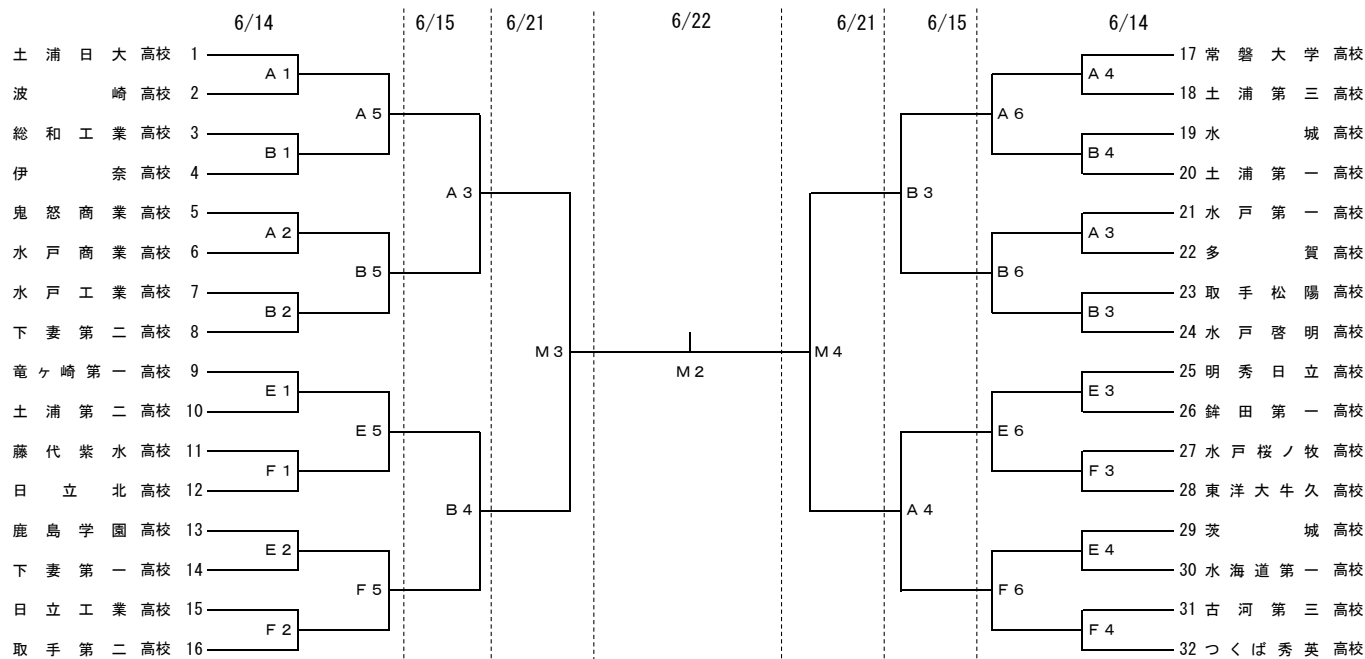 6/14 6/15 6/21 6/22 6/21 6/15 6/14
土浦日大 高校 1
A1
波崎 高校 2
A5
総和工業 高校 3
B1
伊奈 高校 4
A3
鬼怒商業 高校 5
A2
水戸商業 高校 6
B5
水戸工業 高校 7
B2
下妻第二 高校 8
M3
竜ヶ崎第一 高校 9
E1
土浦第二 高校 10
E5
藤代紫水 高校 11
F1
日立北 高校 12
B4
鹿島学園 高校 13
E2
下妻第一 高校 14
F5
日立工業 高校 15
F2
取手第二 高校 16
M2
17 常磐大学 高校
A4
18 土浦第三 高校
A6
19 水城 高校
B4
20 土浦第一 高校
B3
21 水戸第一 高校
A3
22 多賀 高校
B6
23 取手松陽 高校
B3
24 水戸啓明 高校
M4
25 明秀日立 高校
E3
26 鉾田第一 高校
E6
27 水戸桜ノ牧 高校
F3
28 東洋大牛久 高校
A4
29 茨城 高校
E4
30 水海道第一 高校
F6
31 古河第三 高校
F4
32 つくば秀英 高校